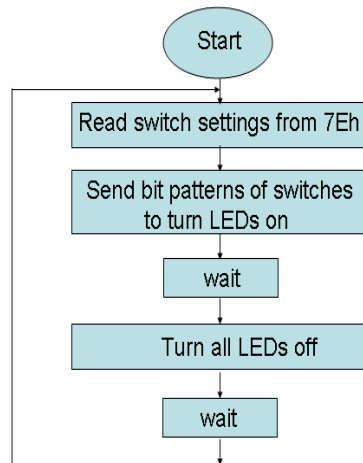 Start
Read switch settings from 7Eh
Send bit patterns of switches
to turn LEDs on
wait
Turn all LEDs off
wait